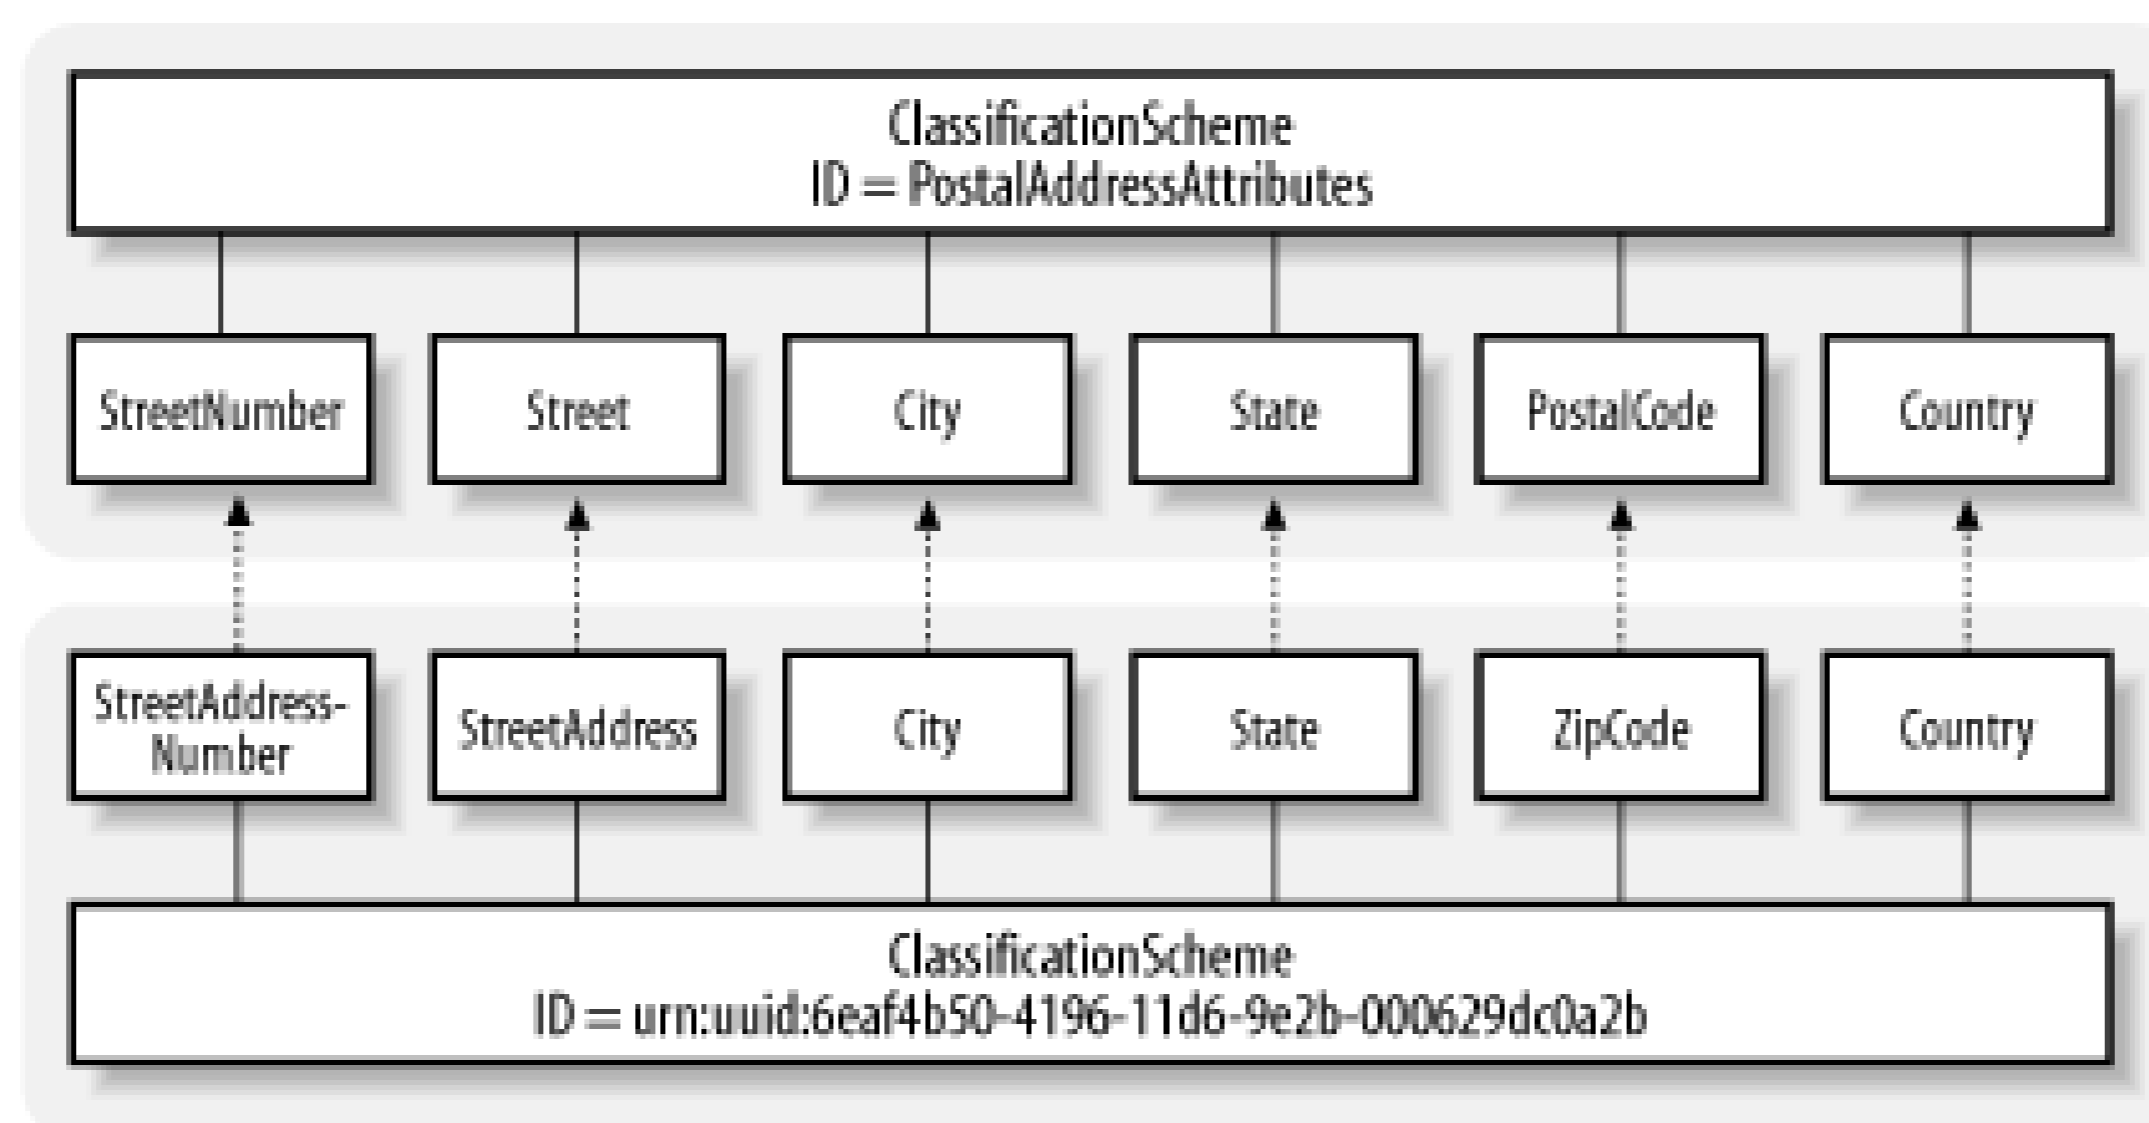 ClassificationScheme
ID = PostalAddressAttributes
StreetNumber
Street
City
State
PostalCode
Country
StreetAddress-
Number
StreetAddress
City
State
ZipCode
Country
ClassificationScheme
ID = urn:uuid:6eaf4b50-4196-11d6-9e2b-000629dc0a2b